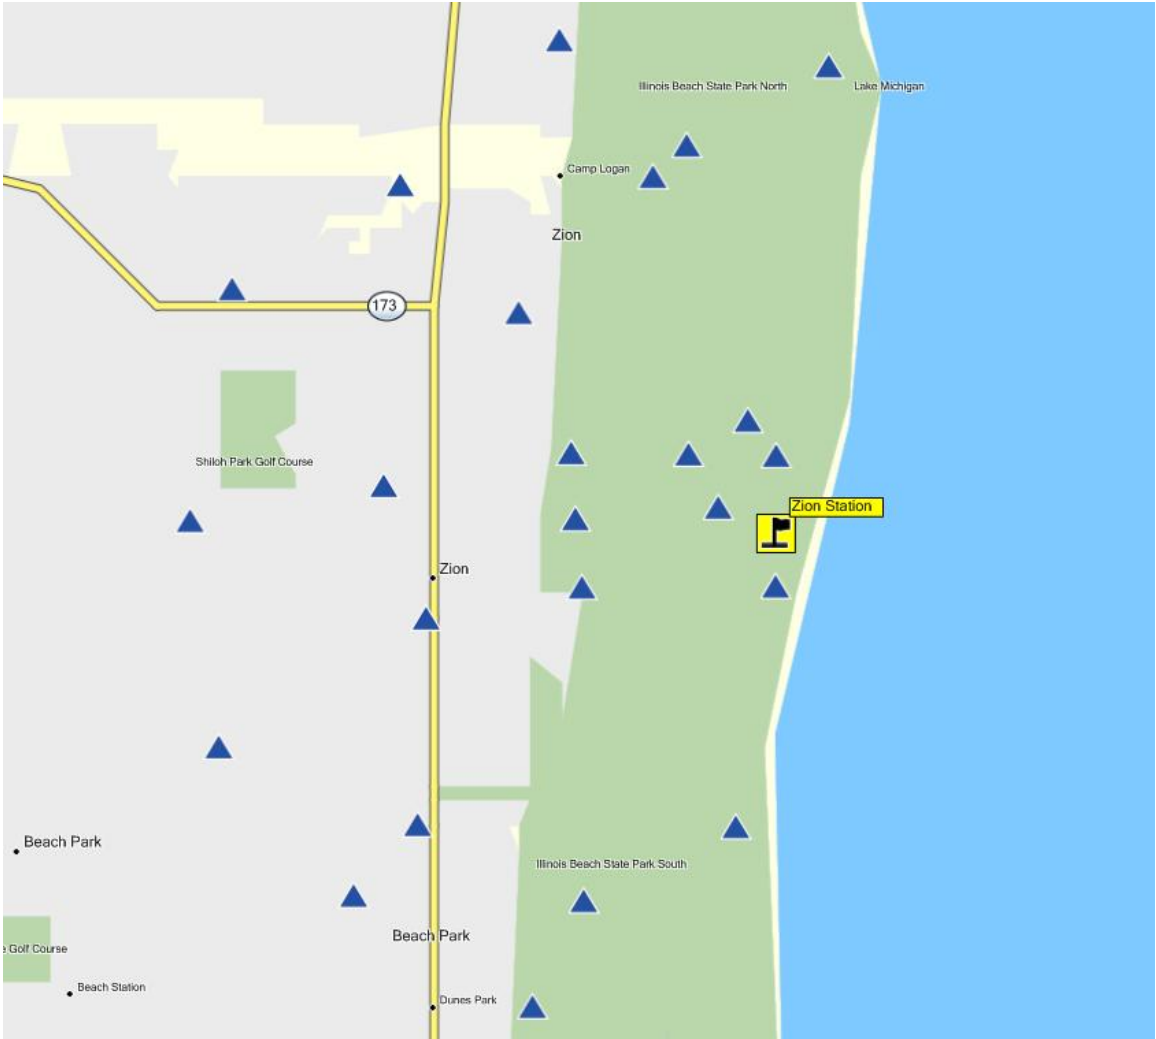 Illinois Beach State Park North
Lake Michigan
Camp Logan
Zion
173
Shiloh Park Golf Course
Zion Station
Zion
Beach Park
Illinois Beach State Park South
Beach Park
e Golf Course
Beach Station
Dunes Park